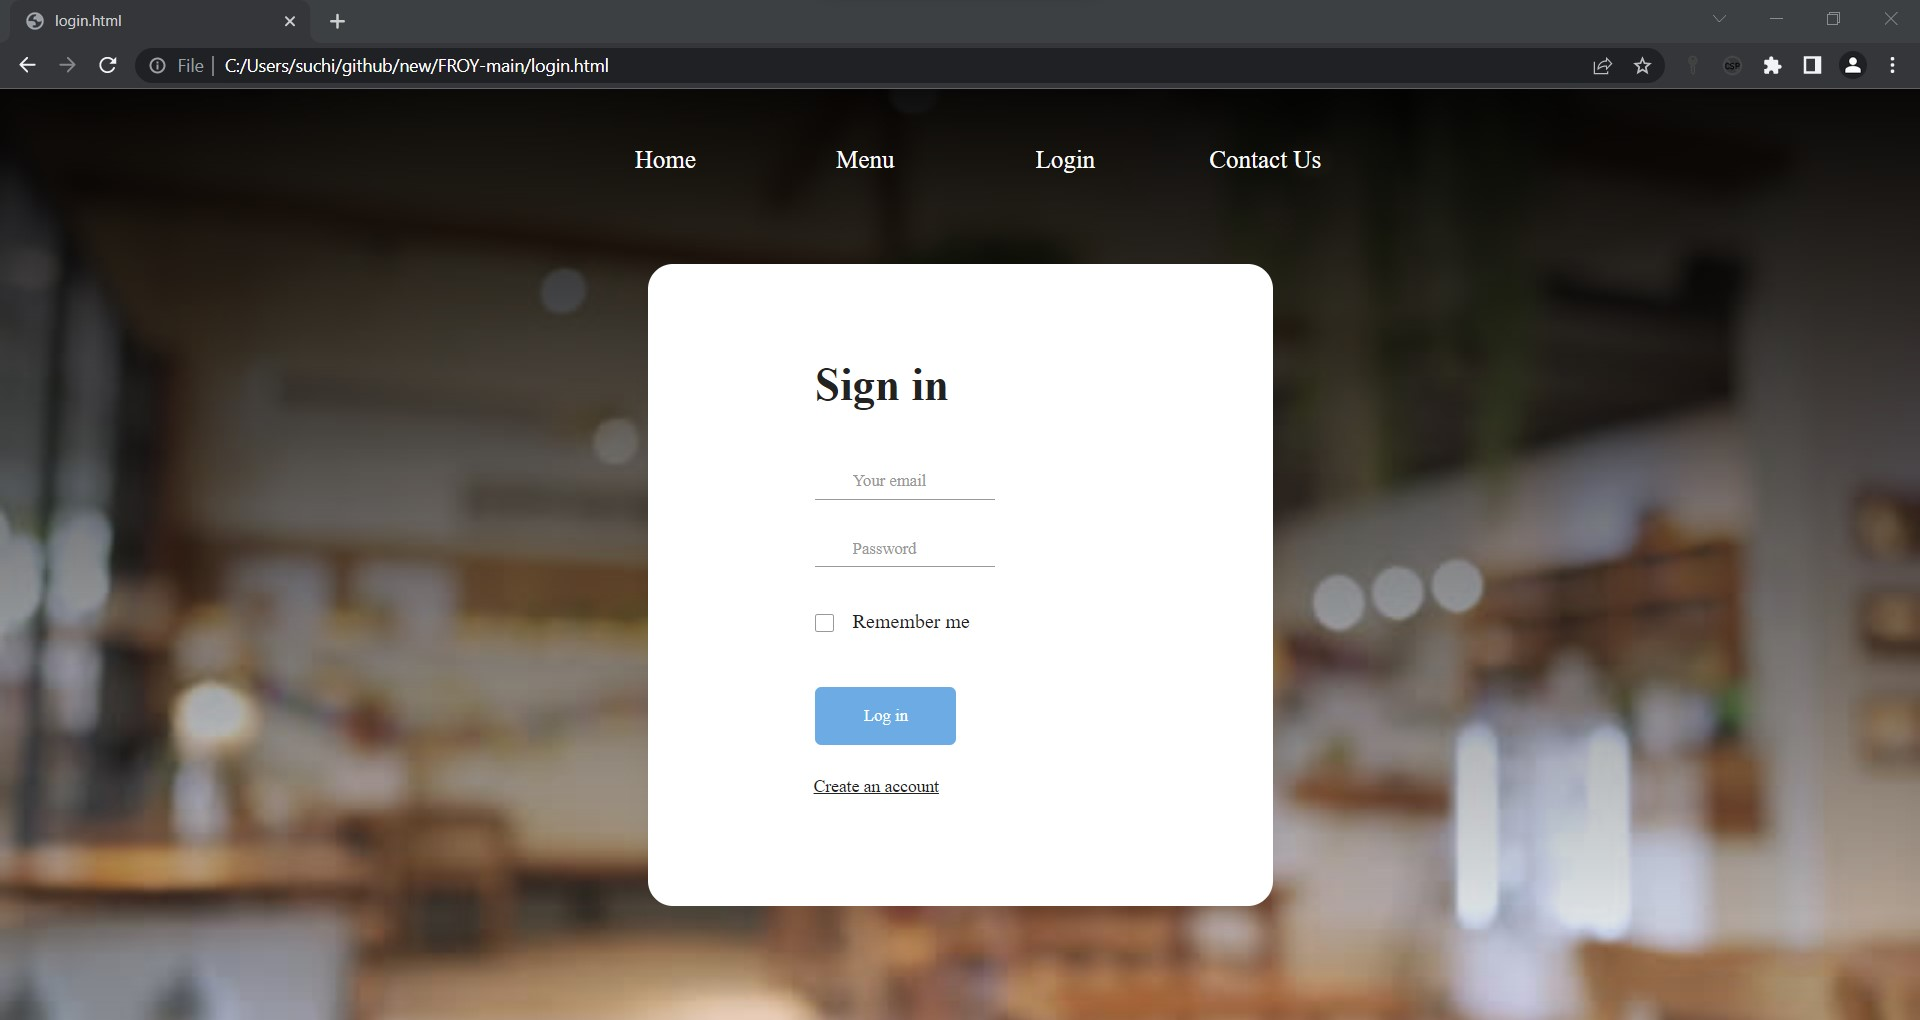 login.html
File | C:/Users/suchi/github/new/FROY-main/login.html
CSP
Home Menu Login Contact Us
Sign in
Your email
Password
Remember me
Log in
Create an account